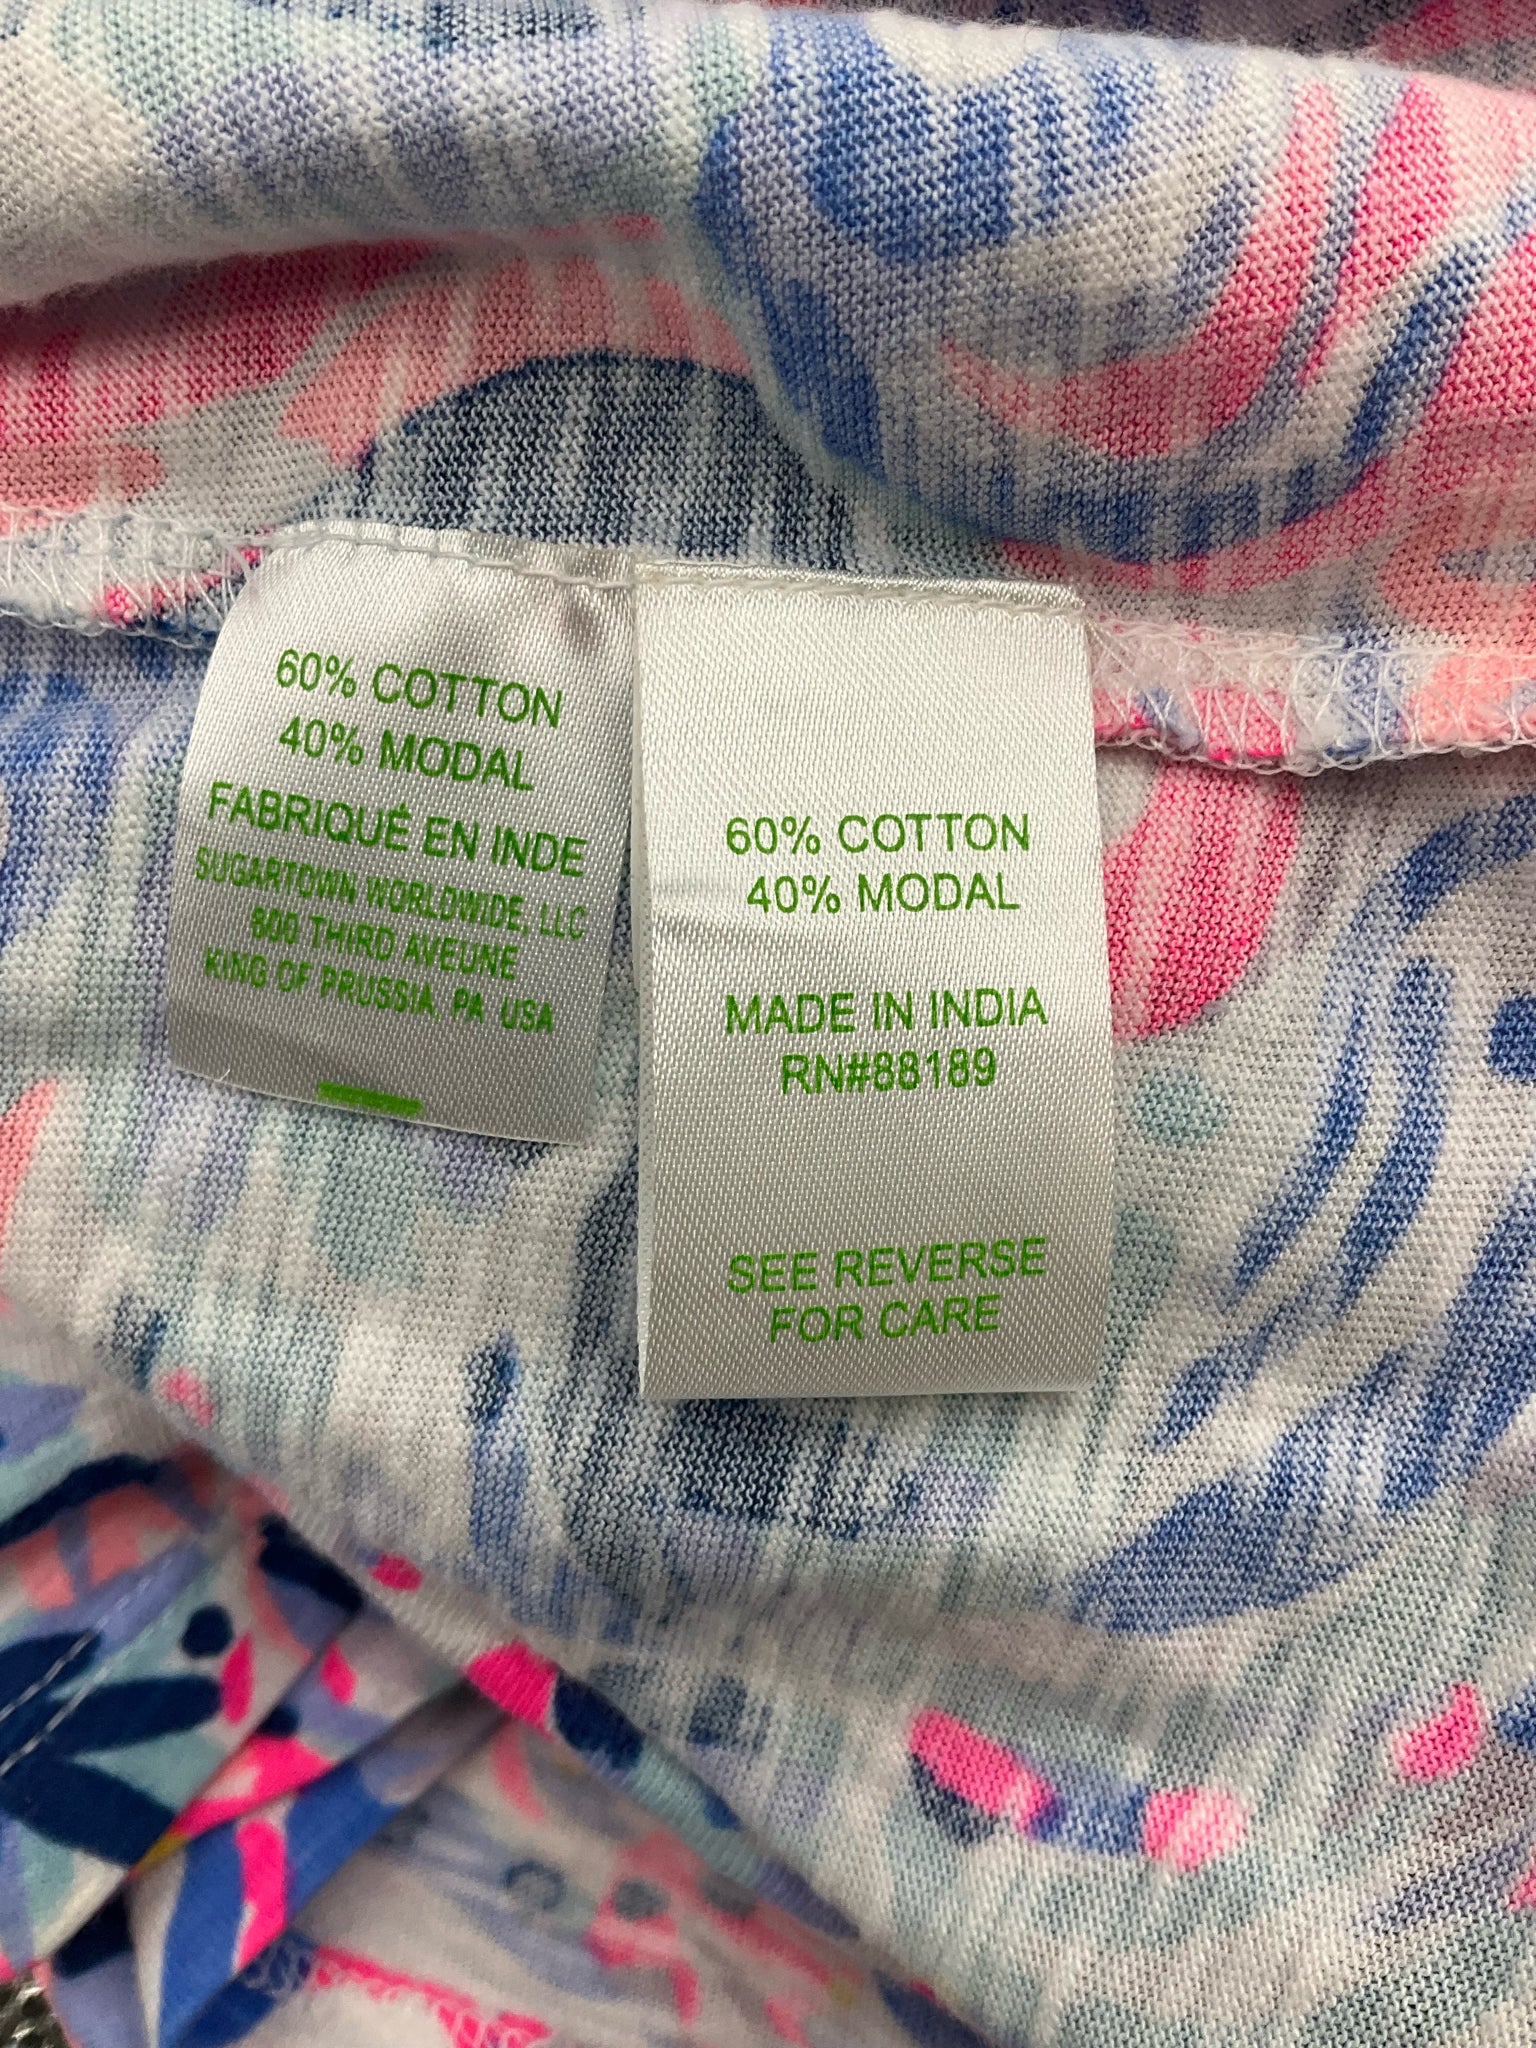 60% COTTON
40% MODAL
FABRIQUÉ EN INDE
SUGARTOWN WORLDWIDE, LLC
800 THIRD AVEUNE
KING OF PRUSSIA, PA USA
60% COTTON
40% MODAL
MADE IN INDIA
RN#88189
SEE REVERSE
FOR CARE